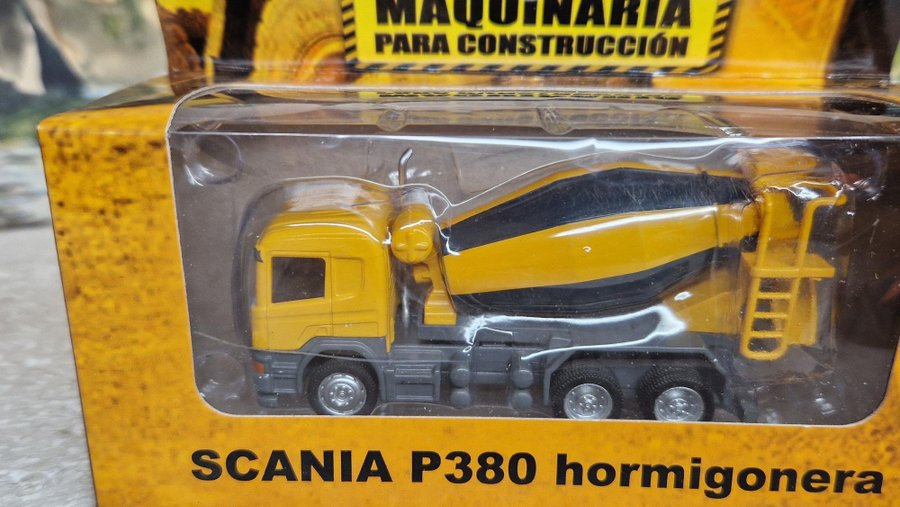 MAQUiNARIA
PARA CONSTRUCCIÓN
SCANIA P380 hormigonera